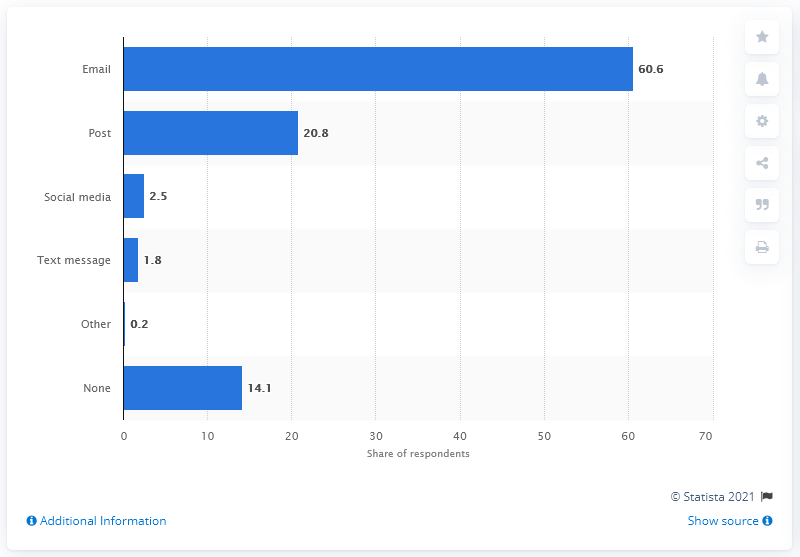 Email 60.6
Post 20.8
Social media 2.5
Text message 1.8
Other 0.2
None 14.1
0 10 20 30 40 50 60 70
Share of respondents
© Statista 2021
Additional Information Show source